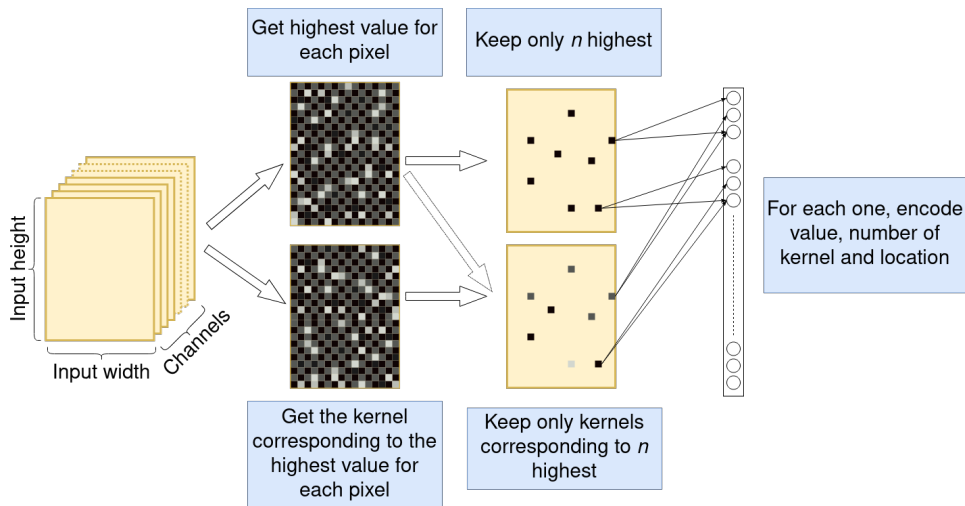 Get highest value for
each pixel
Keep only n highest
Input height
Input width
Channels
For each one, encode
value, number of
kernel and location
Get the kernel
corresponding to the
highest value for
each pixel
Keep only kernels
corresponding to n
highest